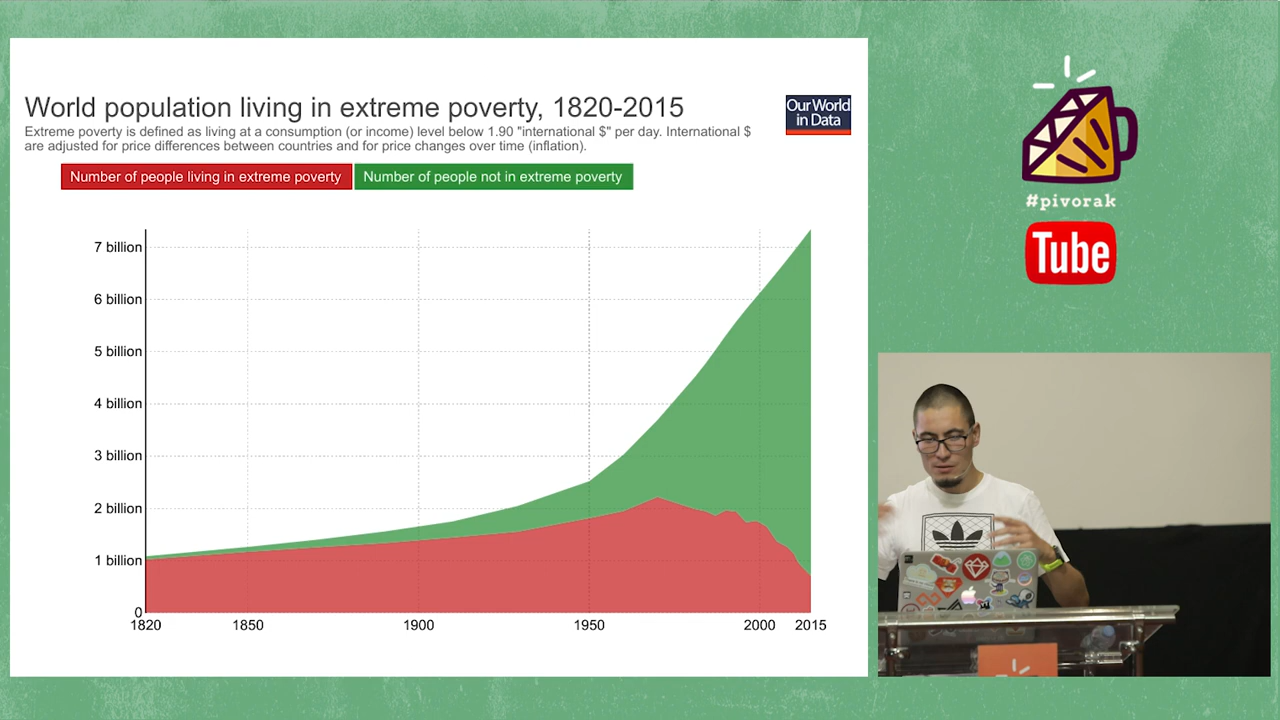 World population living in extreme poverty, 1820-2015
Extreme poverty is defined as living at a consumption (or income) level below 1.90 "international $" per day. International $
are adjusted for price differences between countries and for price changes over time (inflation).
Our World
in Data
Number of people living in extreme poverty
Number of people not in extreme poverty
7 billion
6 billion
5 billion
4 billion
3 billion
2 billion
1 billion
0
1820
1850
1900
1950
2000
2015
#pivorak
Tube